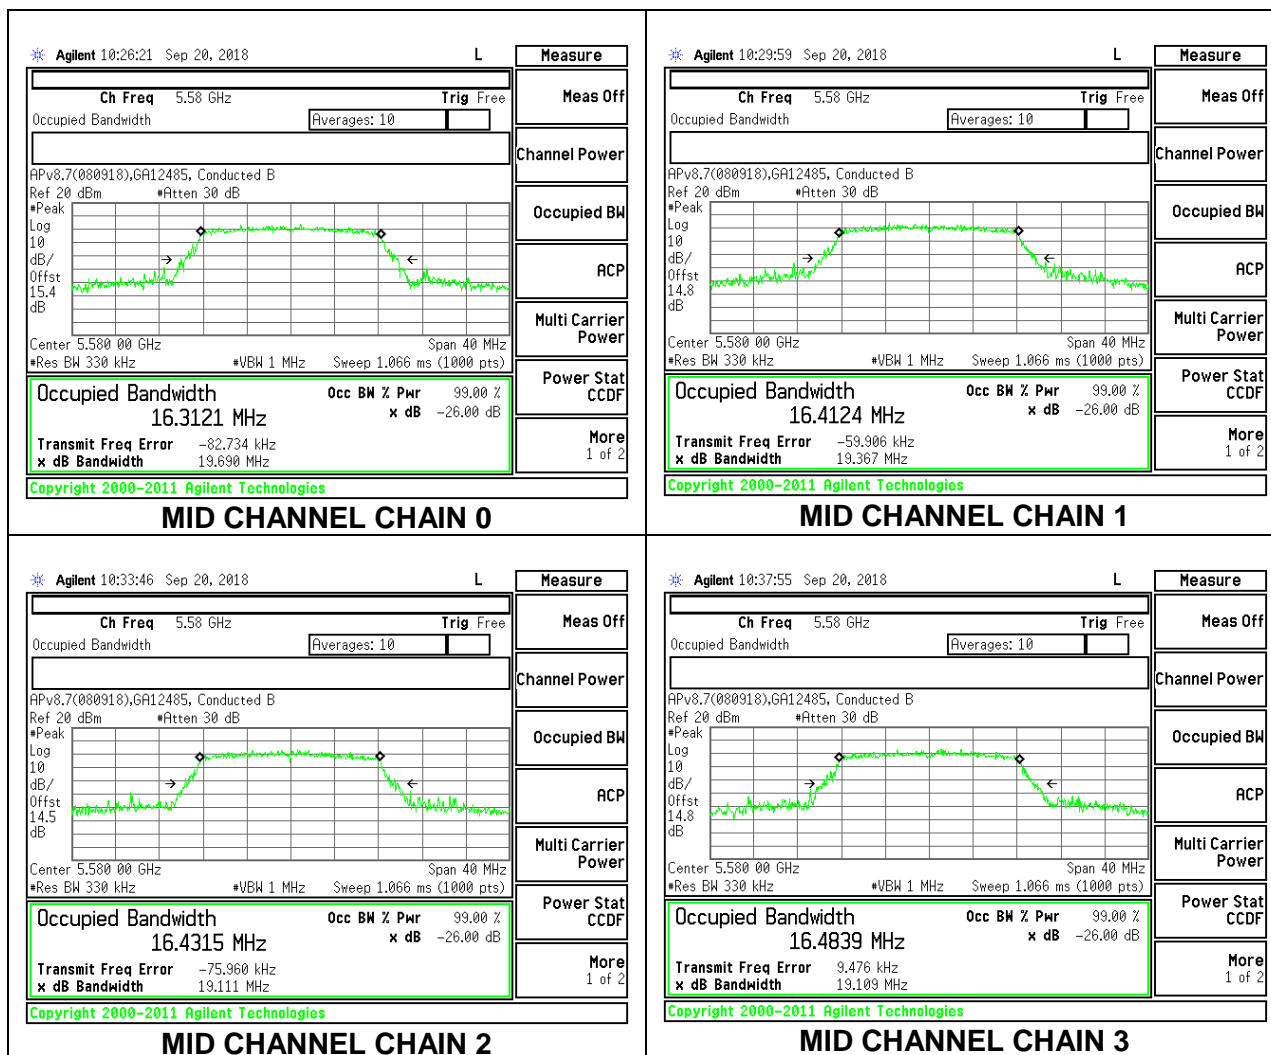 Agilent 10:26:21 Sep 20, 2018 L
Measure
Ch Freq 5.58 GHz Trig Free
Meas Off
Occupied Bandwidth Averages: 10
Channel Power
APv8.7(080918),GA12485, Conducted B
Ref 20 dBm #Atten 30 dB
#Peak
Occupied BW
Log
10
dB/
ACP
Offst
15.4
dB
Multi Carrier
Power
Center 5.580 00 GHz Span 40 MHz
#Res BW 330 kHz #VBW 1 MHz Sweep 1.066 ms (1000 pts)
Power Stat
CCDF
Occupied Bandwidth Occ BW % Pwr 99.00 %
16.3121 MHz x dB -26.00 dB
More
1 of 2
Transmit Freq Error -82.734 kHz
x dB Bandwidth 19.690 MHz
Copyright 2000-2011 Agilent Technologies
MID CHANNEL CHAIN 0
Agilent 10:29:59 Sep 20, 2018 L
Measure
Ch Freq 5.58 GHz Trig Free
Meas Off
Occupied Bandwidth Averages: 10
Channel Power
APv8.7(080918),GA12485, Conducted B
Ref 20 dBm #Atten 30 dB
#Peak
Occupied BW
Log
10
dB/
ACP
Offst
14.8
dB
Multi Carrier
Power
Center 5.580 00 GHz Span 40 MHz
#Res BW 330 kHz #VBW 1 MHz Sweep 1.066 ms (1000 pts)
Power Stat
CCDF
Occupied Bandwidth Occ BW % Pwr 99.00 %
16.4124 MHz x dB -26.00 dB
More
1 of 2
Transmit Freq Error -59.906 kHz
x dB Bandwidth 19.367 MHz
Copyright 2000-2011 Agilent Technologies
MID CHANNEL CHAIN 1
Agilent 10:33:46 Sep 20, 2018 L
Measure
Ch Freq 5.58 GHz Trig Free
Meas Off
Occupied Bandwidth Averages: 10
Channel Power
APv8.7(080918),GA12485, Conducted B
Ref 20 dBm #Atten 30 dB
#Peak
Occupied BW
Log
10
dB/
ACP
Offst
14.5
dB
Multi Carrier
Power
Center 5.580 00 GHz Span 40 MHz
#Res BW 330 kHz #VBW 1 MHz Sweep 1.066 ms (1000 pts)
Power Stat
CCDF
Occupied Bandwidth Occ BW % Pwr 99.00 %
16.4315 MHz x dB -26.00 dB
More
1 of 2
Transmit Freq Error -75.960 kHz
x dB Bandwidth 19.111 MHz
Copyright 2000-2011 Agilent Technologies
MID CHANNEL CHAIN 2
Agilent 10:37:55 Sep 20, 2018 L
Measure
Ch Freq 5.58 GHz Trig Free
Meas Off
Occupied Bandwidth Averages: 10
Channel Power
APv8.7(080918),GA12485, Conducted B
Ref 20 dBm #Atten 30 dB
#Peak
Occupied BW
Log
10
dB/
ACP
Offst
14.8
dB
Multi Carrier
Power
Center 5.580 00 GHz Span 40 MHz
#Res BW 330 kHz #VBW 1 MHz Sweep 1.066 ms (1000 pts)
Power Stat
CCDF
Occupied Bandwidth Occ BW % Pwr 99.00 %
16.4839 MHz x dB -26.00 dB
More
1 of 2
Transmit Freq Error 9.476 kHz
x dB Bandwidth 19.109 MHz
Copyright 2000-2011 Agilent Technologies
MID CHANNEL CHAIN 3